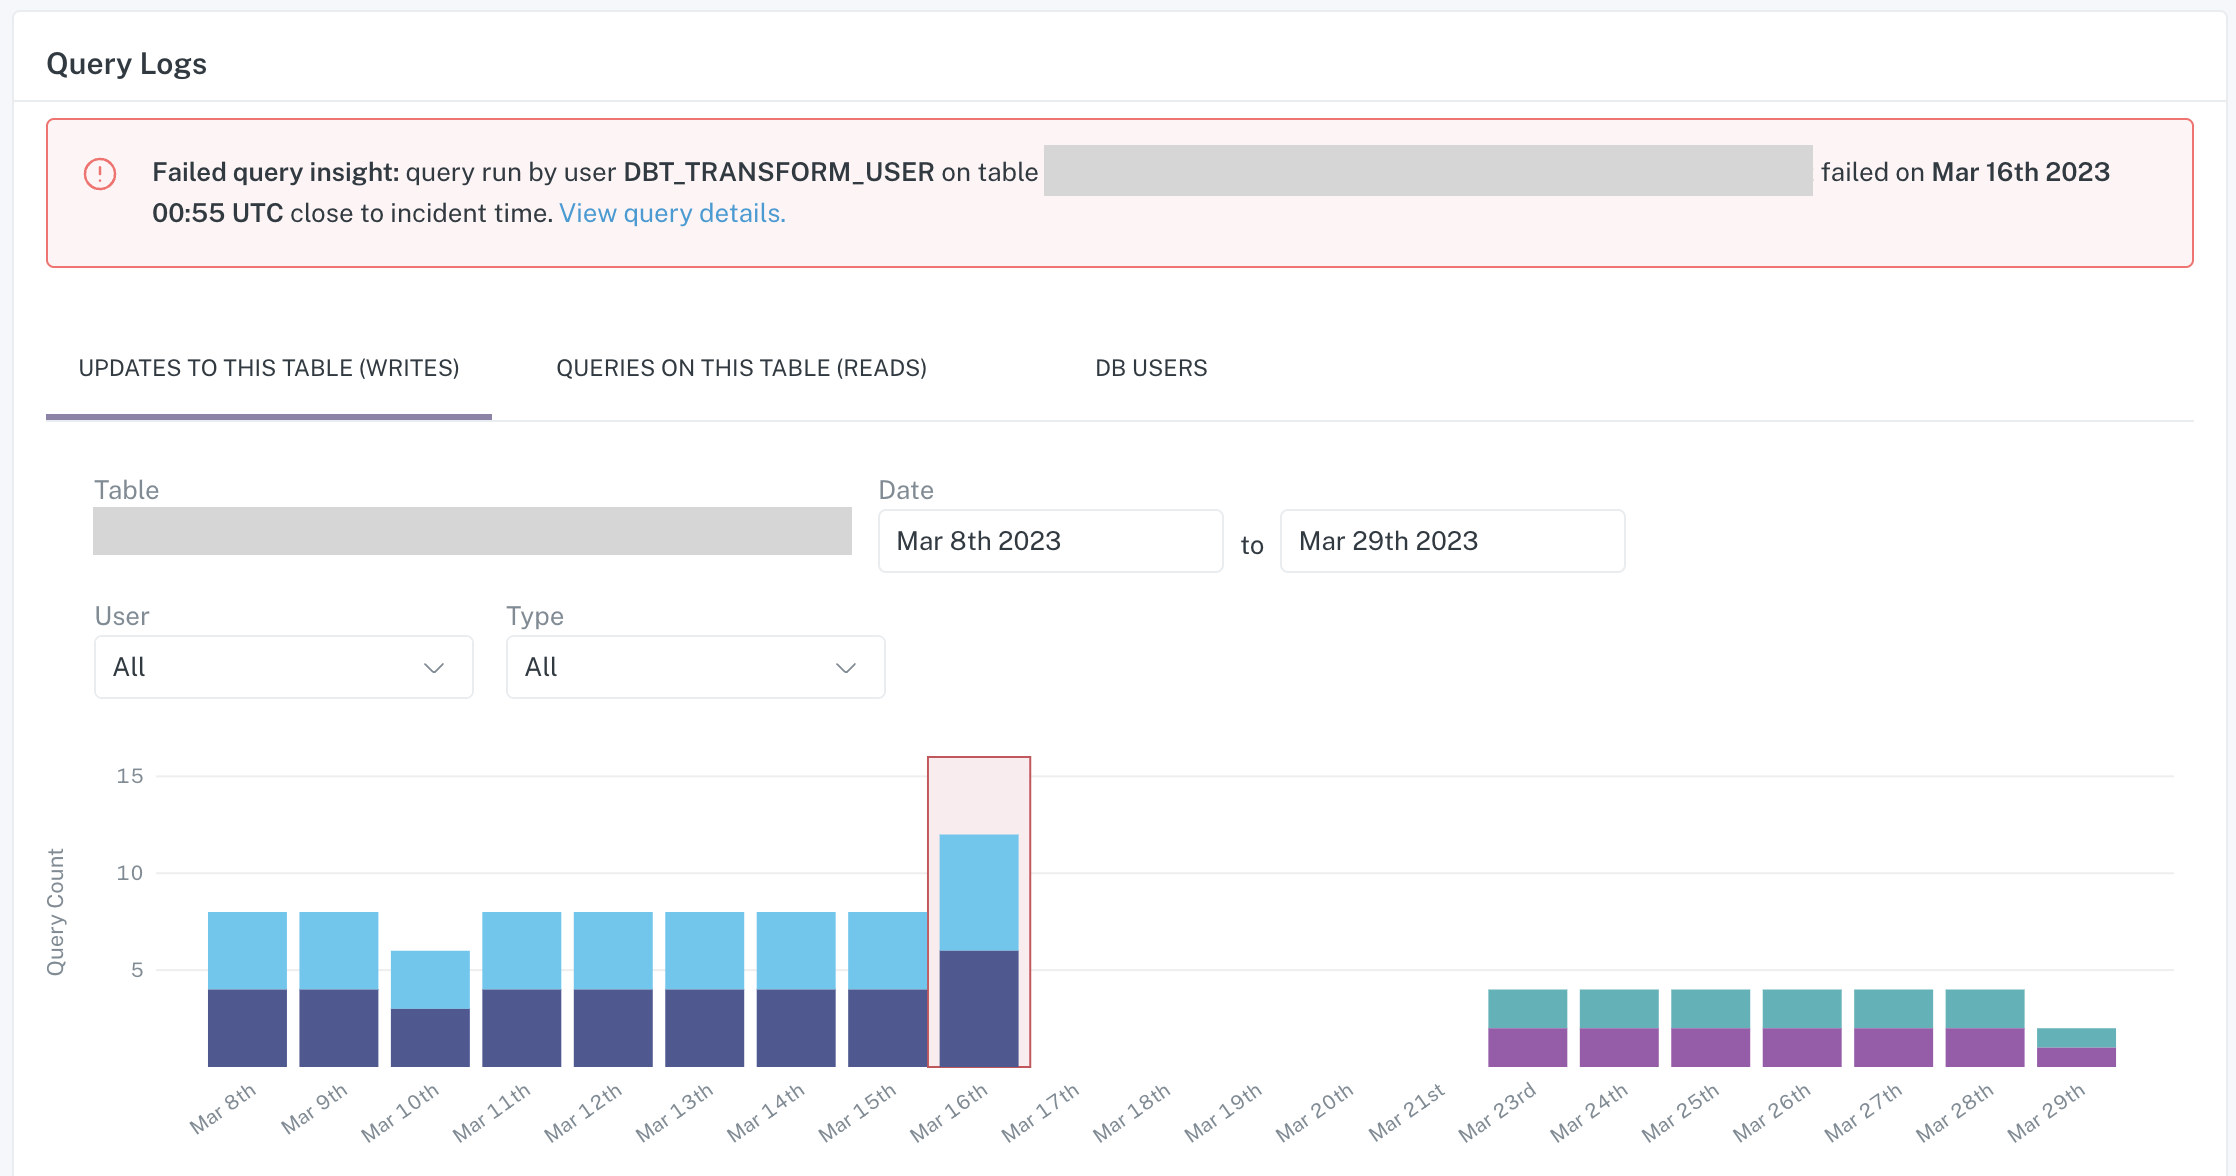 Query Logs
Failed query insight: query run by user DBT_TRANSFORM_USER on table failed on Mar 16th 2023
00:55 UTC close to incident time. View query details.
UPDATES TO THIS TABLE (WRITES) QUERIES ON THIS TABLE (READS) DB USERS
Table Date
Mar 8th 2023 to Mar 29th 2023
User Type
All All
15
10
5
Query Count
Mar 8th Mar 9th Mar 10th Mar 11th Mar 12th Mar 13th Mar 14th Mar 15th Mar 16th Mar 17th Mar 18th Mar 19th Mar 20th Mar 21st Mar 23rd Mar 24th Mar 25th Mar 26th Mar 27th Mar 28th Mar 29th